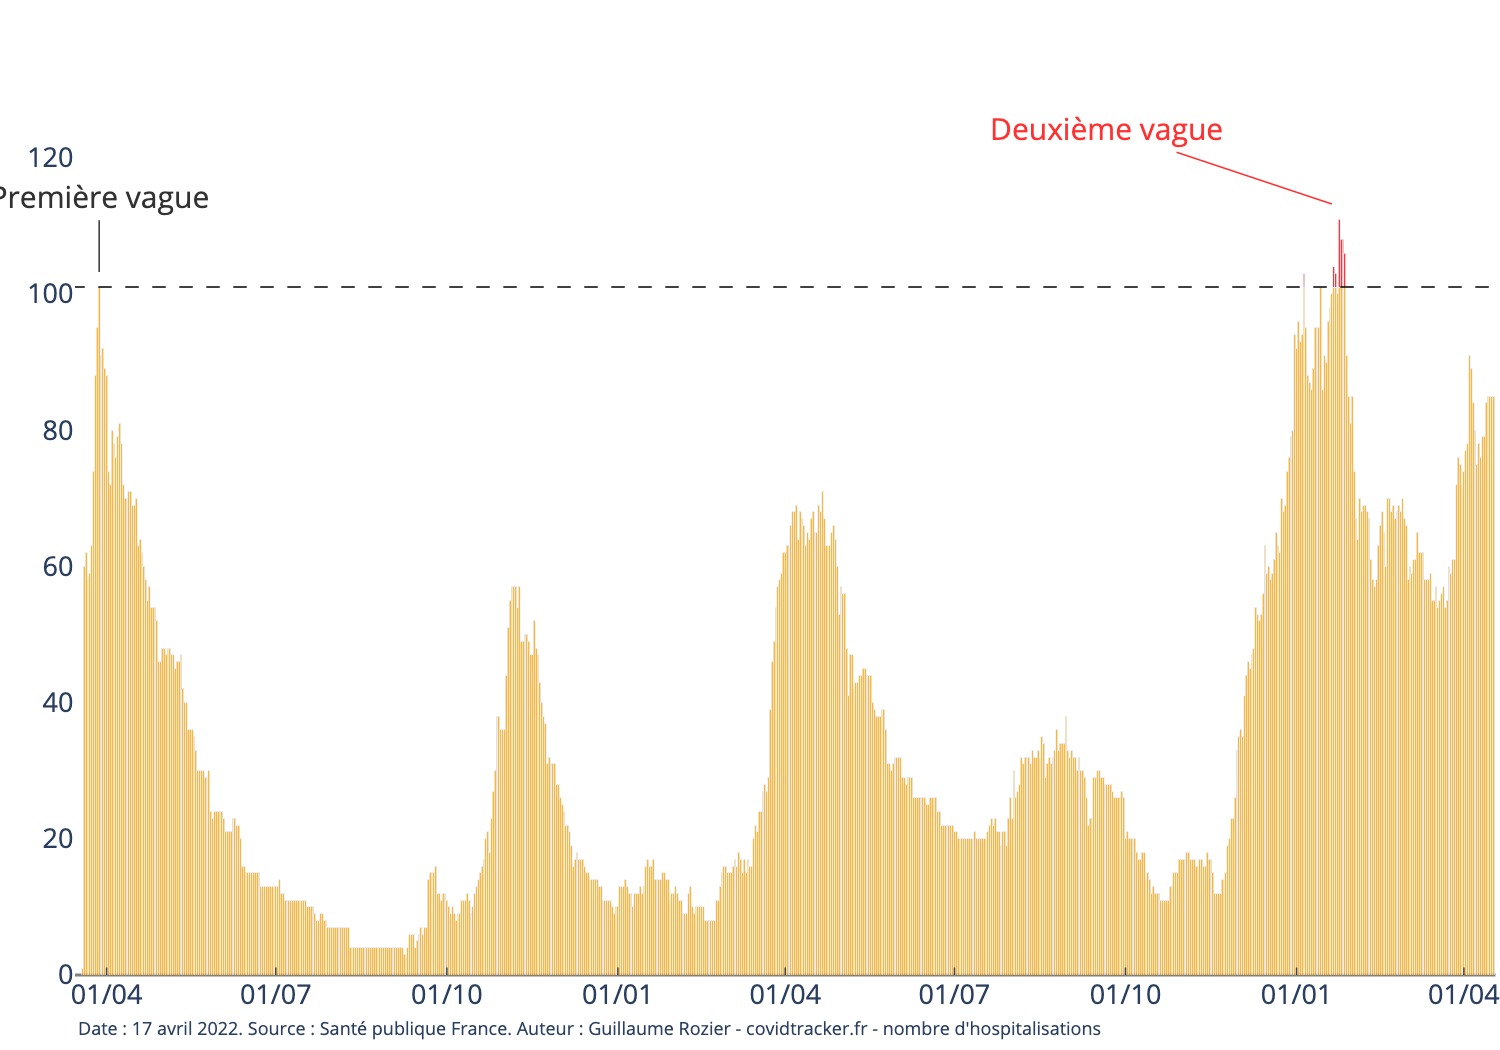 Deuxième vague
120
Première vague
100
80
60
40
20
0
01/04 01/07 01/10 01/01 01/04 01/07 01/10 01/01 01/04
Date : 17 avril 2022. Source : Santé publique France. Auteur : Guillaume Rozier - covidtracker.fr - nombre d'hospitalisations